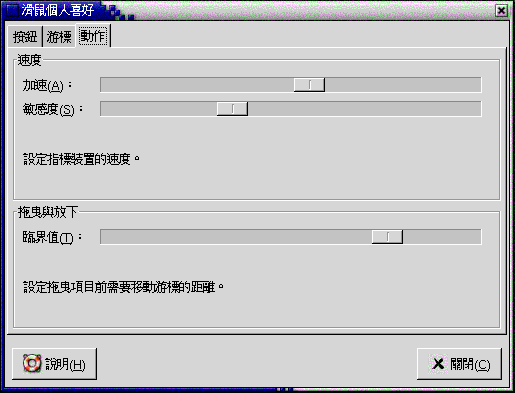 滑鼠個人喜好
按鈕 游標 動作
速度
加速(A)：
敏感度(S)：
設定指標裝置的速度。
拖曳與放下
臨界值(T)：
設定拖曳項目前需要移動游標的距離。
說明(H) 關閉(C)